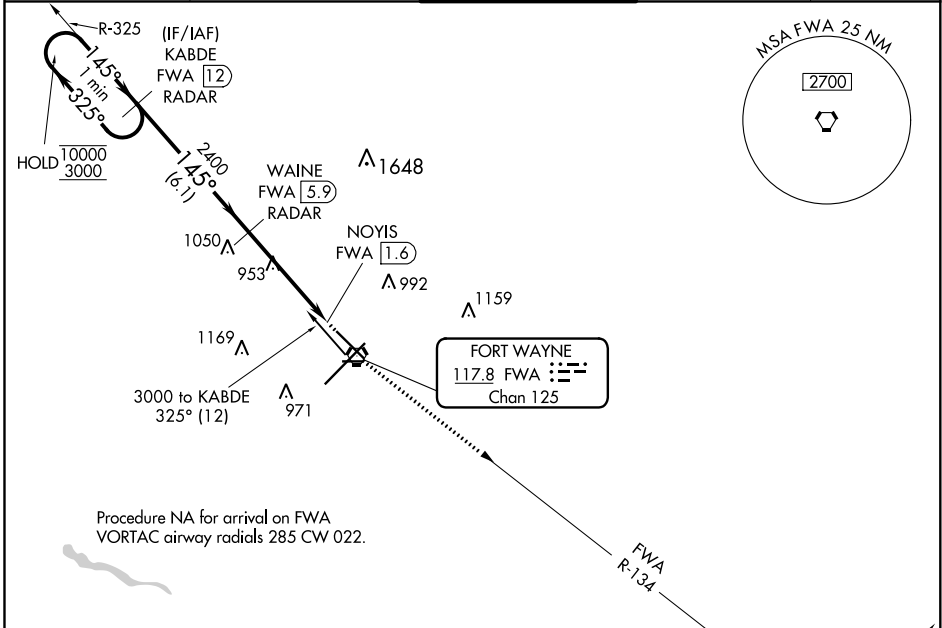 R-325
(IF/IAF)
KABDE
FWA 12
RADAR
145°
1 min
325°
HOLD 10000
3000
2400
145°
(6.1)
WAINE
FWA 5.9
RADAR
1648
MSA FWA 25 NM
2700
1050
953
NOYIS
FWA 1.6
992
1159
1169
3000 to KABDE
325° (12)
971
FORT WAYNE
117.8 FWA
Chan 125
Procedure NA for arrival on FWA
VORTAC airway radials 285 CW 022.
FWA
R-134